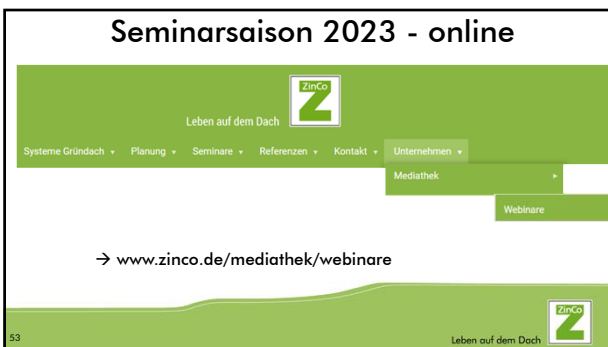 Seminarsaison 2023 - online
ZinCo
Leben auf dem Dach
Systeme Gründach Planung Seminare Referenzen Kontakt Unternehmen
Mediathek
Webinare
→ www.zinco.de/mediathek/webinare
ZinCo
53
Leben auf dem Dach